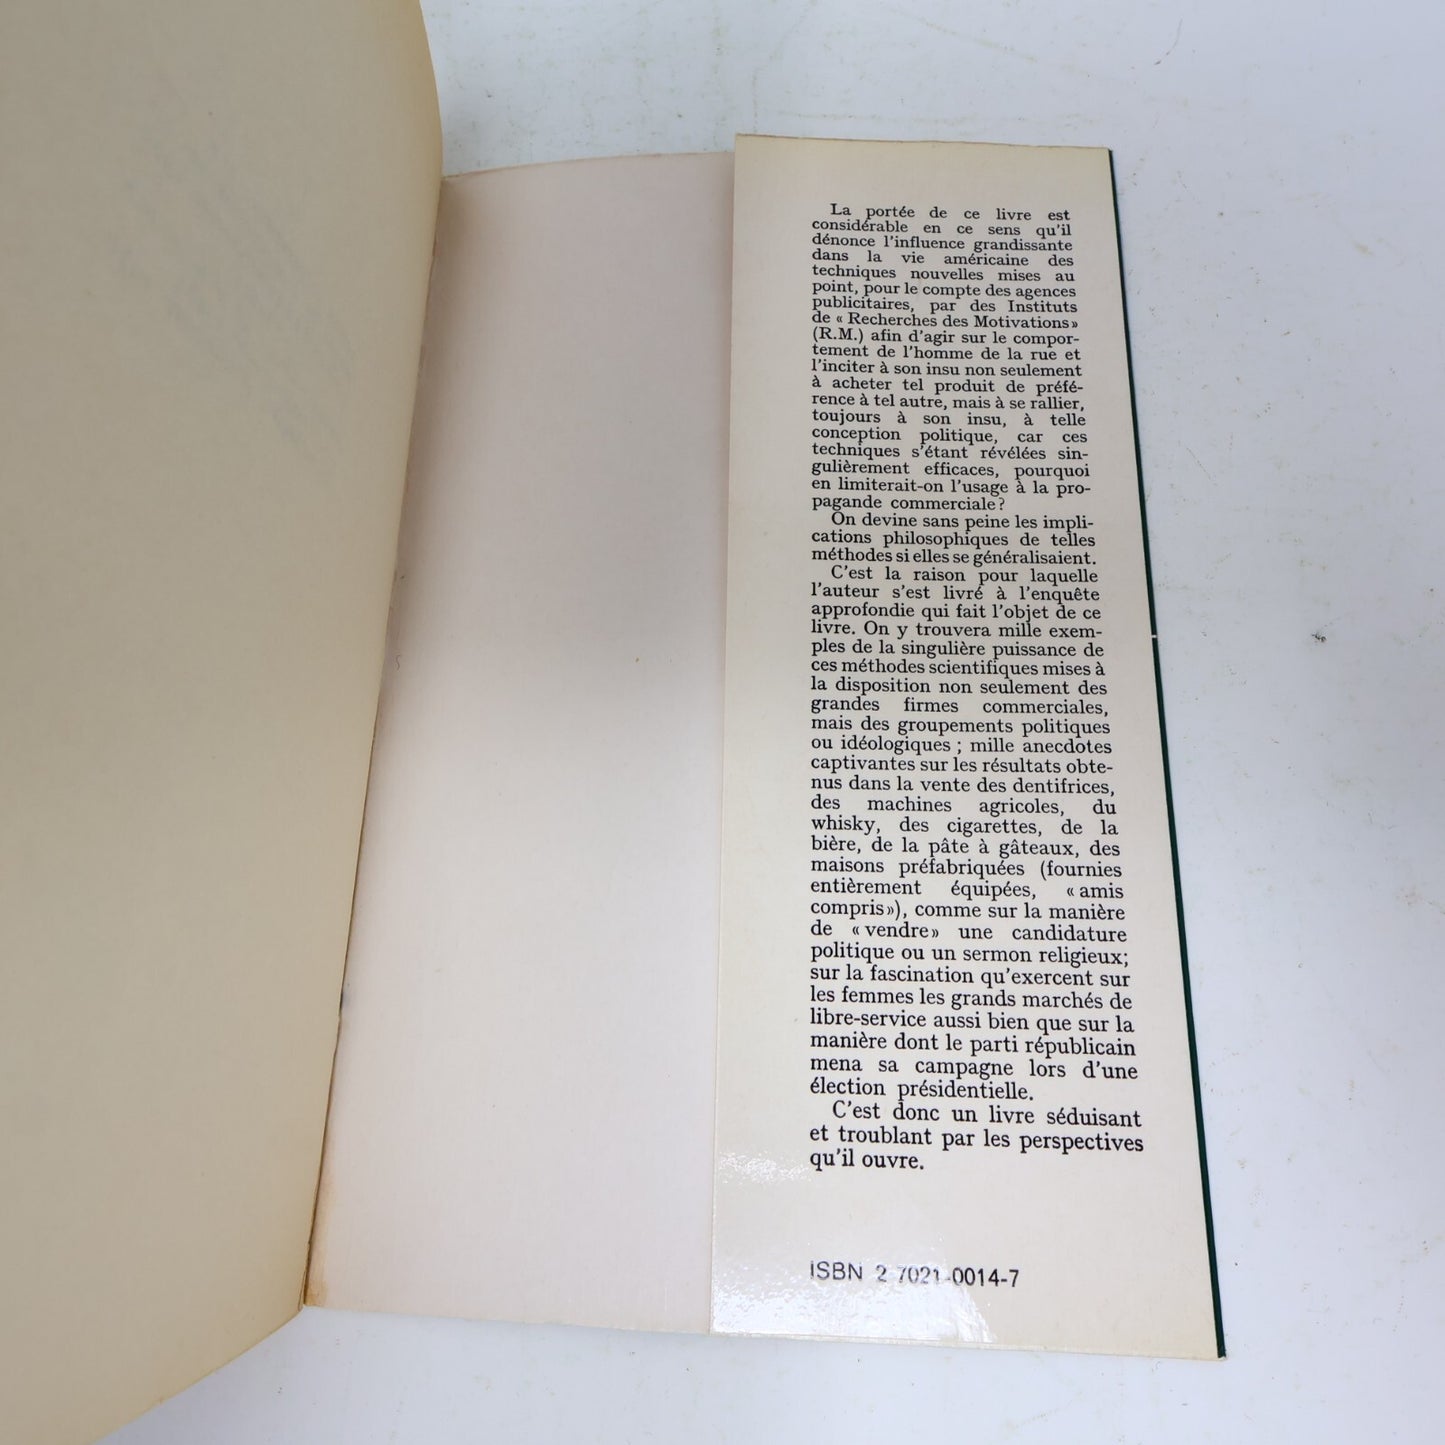 La portée de ce livre est
considérable en ce sens qu'il
dénonce l'influence grandissante
dans la vie américaine des
techniques nouvelles mises au
point, pour le compte des agences
publicitaires, par des Instituts
de « Recherches des Motivations»
(R.M.) afin d'agir sur le compor-
tement de l'homme de la rue et
l'inciter à son insu non seulement
à acheter tel produit de préfé-
rence à tel autre, mais à se rallier,
toujours à son insu, à telle
conception politique, car ces
techniques s'étant révélées sin-
gulièrement efficaces, pourquoi
en limiterait-on l'usage à la pro-
pagande commerciale?
On devine sans peine les impli-
cations philosophiques de telles
méthodes si elles se généralisaient.
C'est la raison pour laquelle
l'auteur s'est livré à l'enquête
approfondie qui fait l'objet de ce
livre. On y trouvera mille exem-
ples de la singulière puissance de
ces méthodes scientifiques mises à
la disposition non seulement des
grandes firmes commerciales,
mais des groupements politiques
ou idéologiques ; mille anecdotes
captivantes sur les résultats obte-
nus dans la vente des dentifrices,
des machines agricoles, du
whisky, des cigarettes, de la
bière, de la pâte à gâteaux, des
maisons préfabriquées (fournies
entièrement équipées, « amis
compris»), comme sur la manière
de « vendre» une candidature
politique ou un sermon religieux;
sur la fascination qu'exercent sur
les femmes les grands marchés de
libre-service aussi bien que sur la
manière dont le parti républicain
mena sa campagne lors d'une
élection présidentielle.
C'est donc un livre séduisant
et troublant par les perspectives
qu'il ouvre.
ISBN 2-7021-0014-7